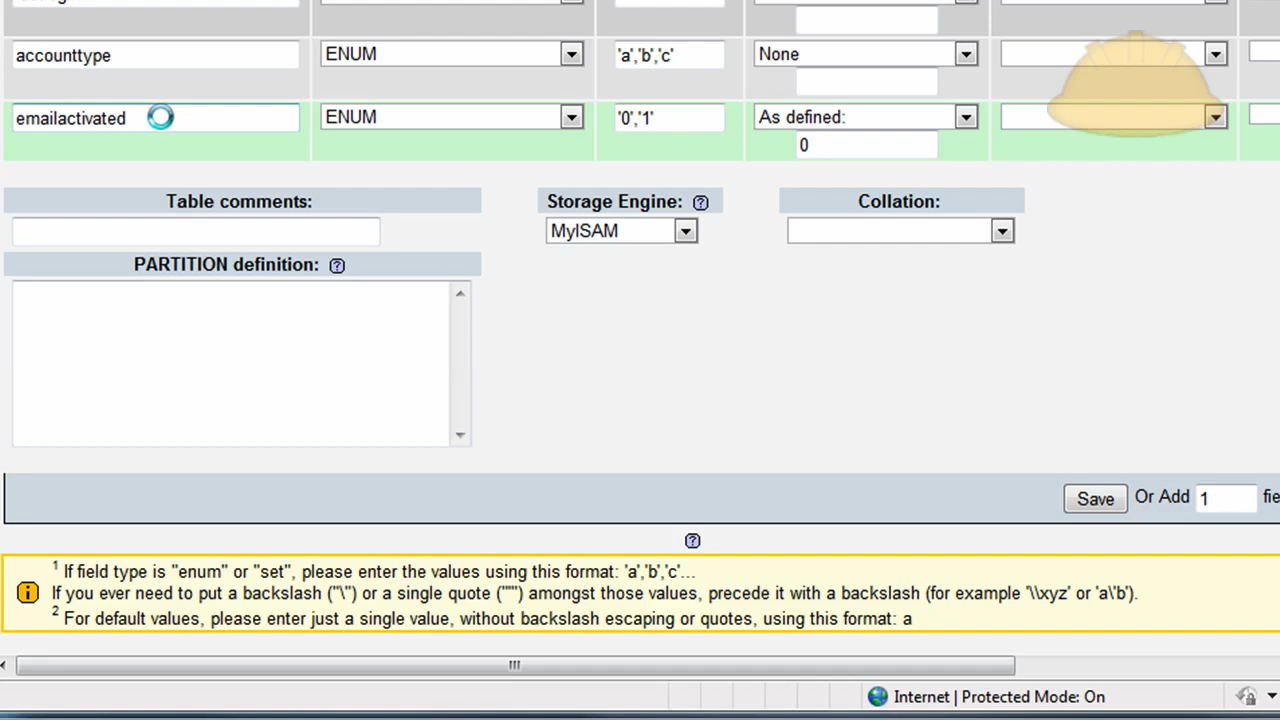 accounttype ENUM 'a','b','c' None
emailactivated ENUM '0','1' As defined:
0
Table comments: Storage Engine: Collation:
MyISAM
PARTITION definition:
Save Or Add 1
1 If field type is "enum" or "set", please enter the values using this format: 'a','b','c'...
If you ever need to put a backslash ("\") or a single quote ("'") amongst those values, precede it with a backslash (for example '\\xyz' or 'a\'b').
2 For default values, please enter just a single value, without backslash escaping or quotes, using this format: a
Internet | Protected Mode: On